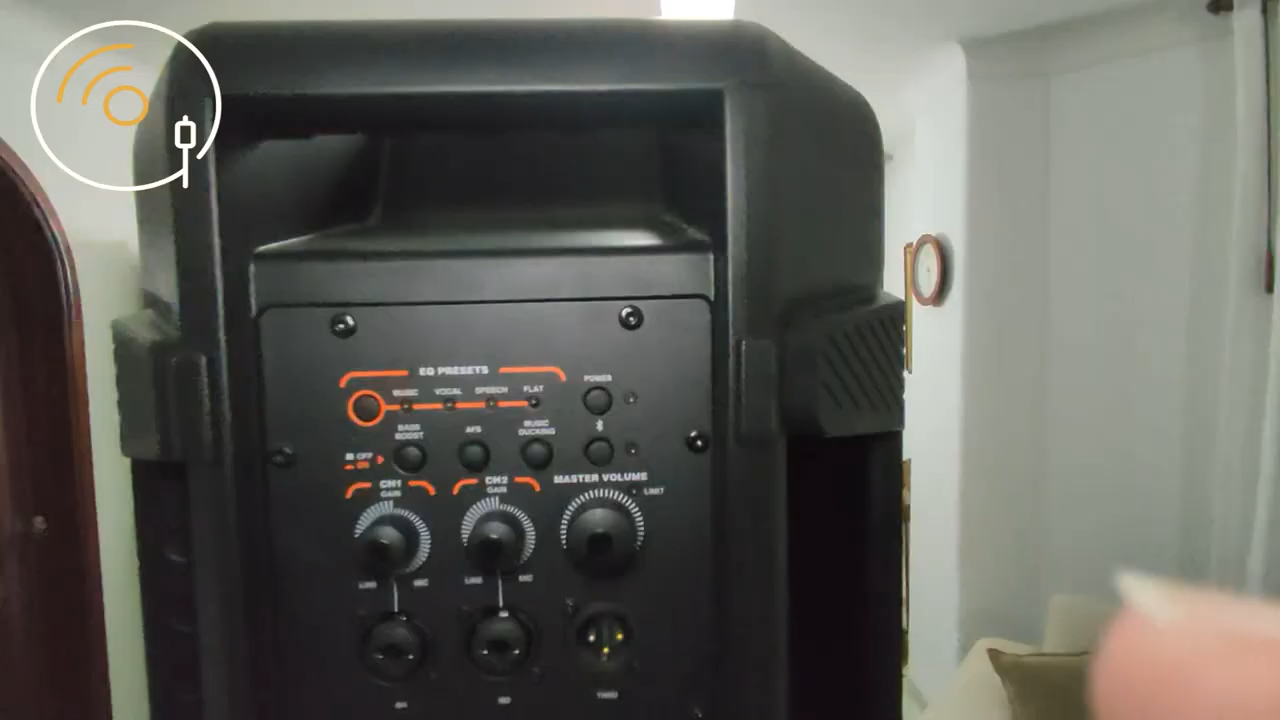 EQ PRESETS
MUSIC VOCAL SPEECH FLAT
POWER
BASS BOOST
AFS
MUSIC DUCKING
OFF
ON
CH1
GAIN
CH2
GAIN
MASTER VOLUME
LIMIT
LINE MIC
LINE MIC
THRU